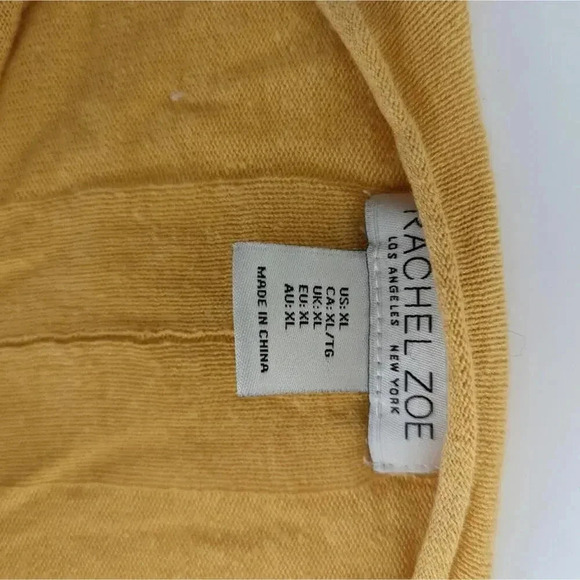 RACHEL ZOE
LOS ANGELES NEW YORK
US: XL
CA: XL/TG
UK: XL
EU: XL
AU: XL
MADE IN CHINA